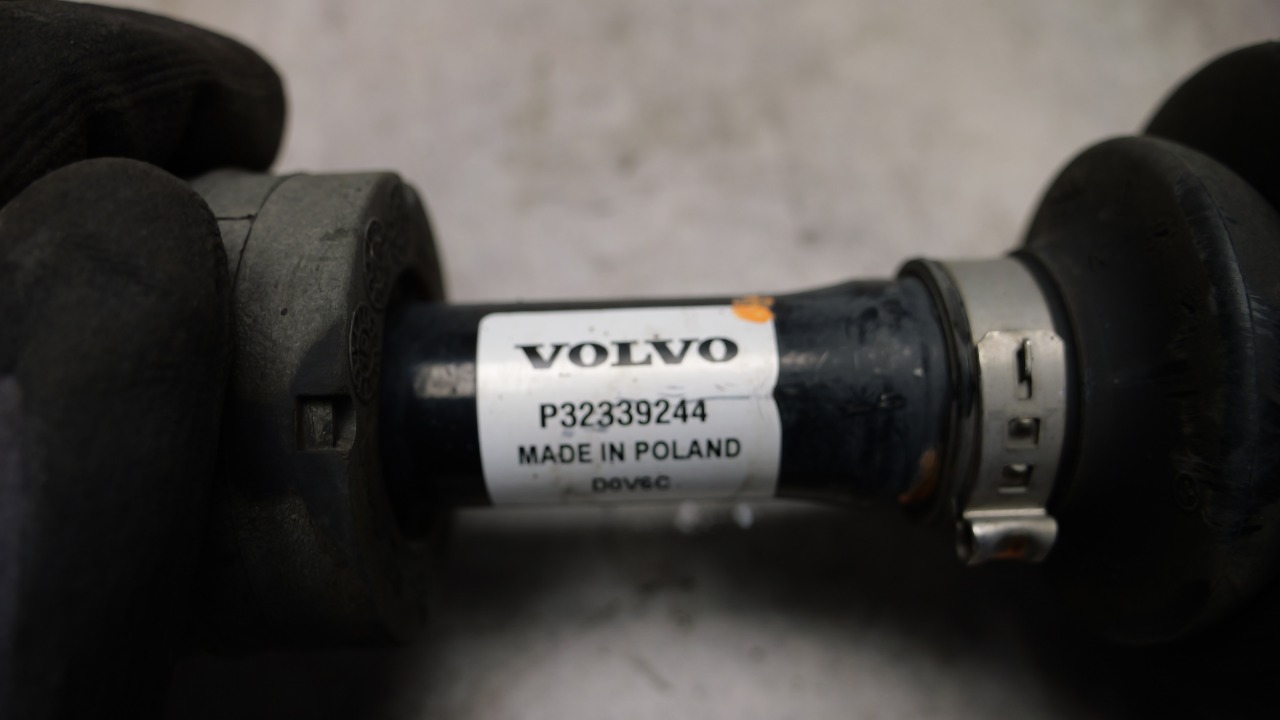 VOLVO
P32339244
MADE IN POLAND
D0V6C